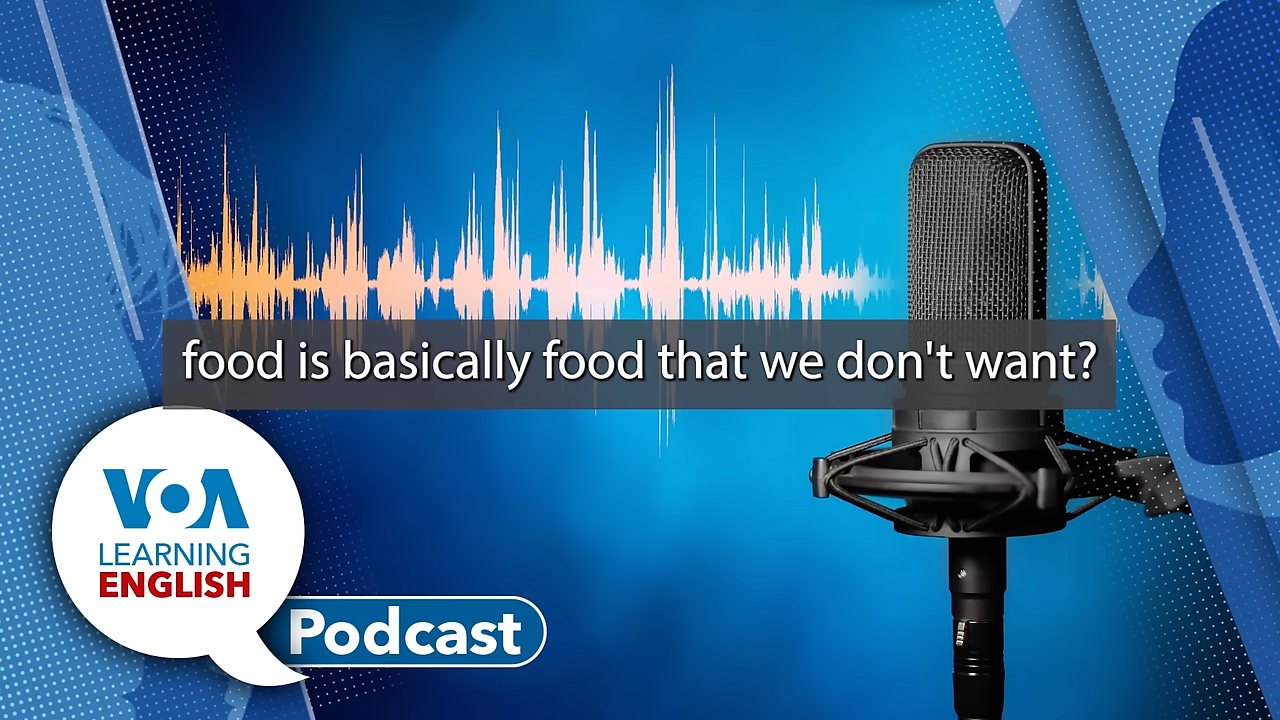 food is basically food that we don't want?
VOA
LEARNING
ENGLISH
Podcast